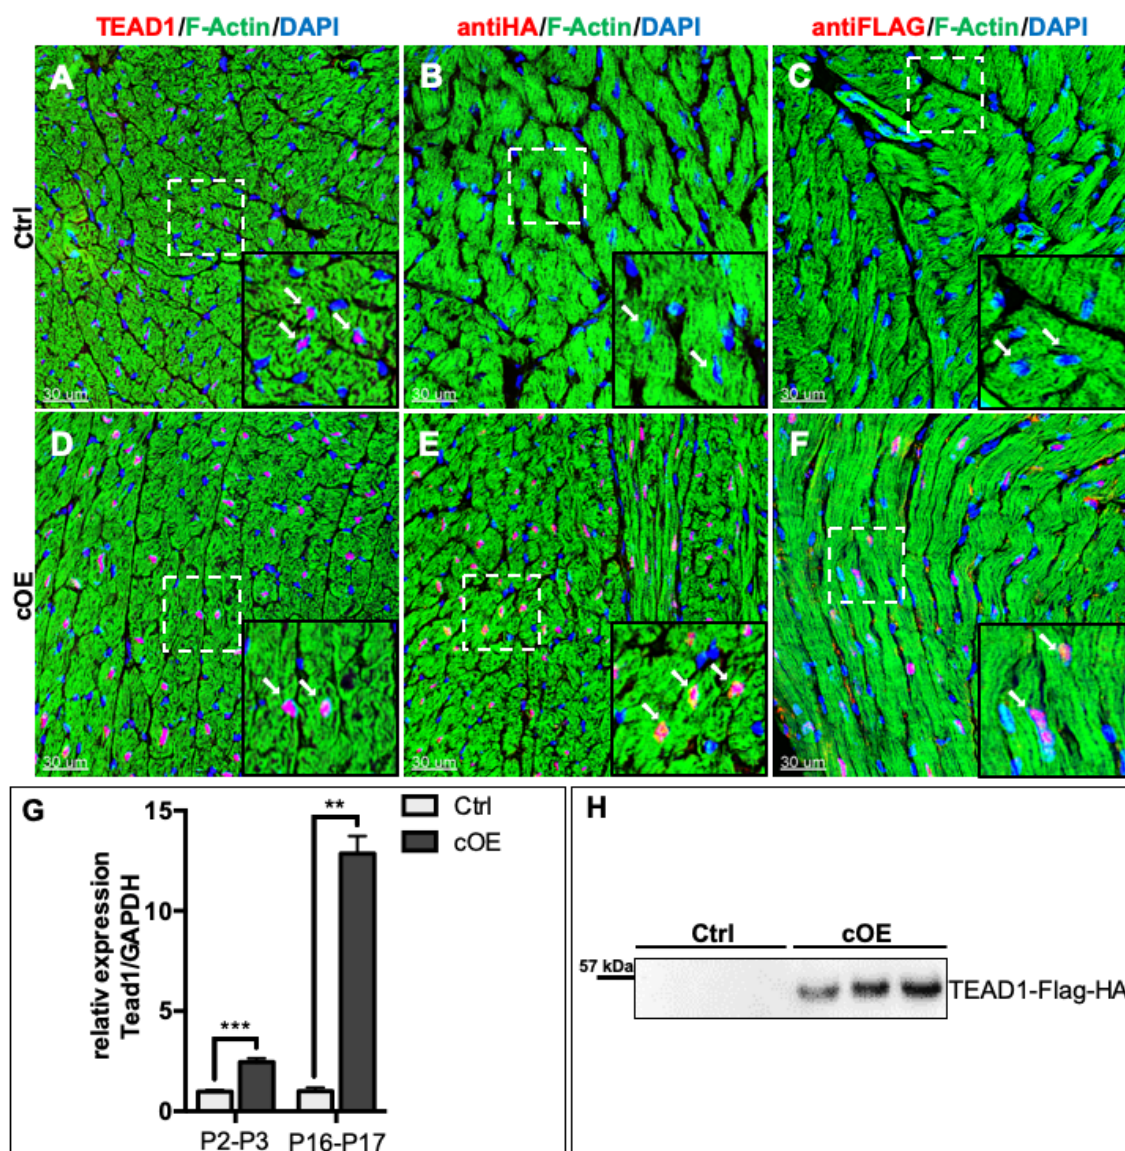 TEAD1/F-Actin/DAPI
antiHA/F-Actin/DAPI
antiFLAG/F-Actin/DAPI
Ctrl
A
30 um
B
30 um
C
30 um
cOE
D
30 um
E
30 um
F
30 um
G
relativ expression
Tead1/GAPDH
15
10
5
0
***
**
P2-P3
P16-P17
Ctrl
cOE
H
Ctrl
cOE
57 kDa
TEAD1-Flag-HA